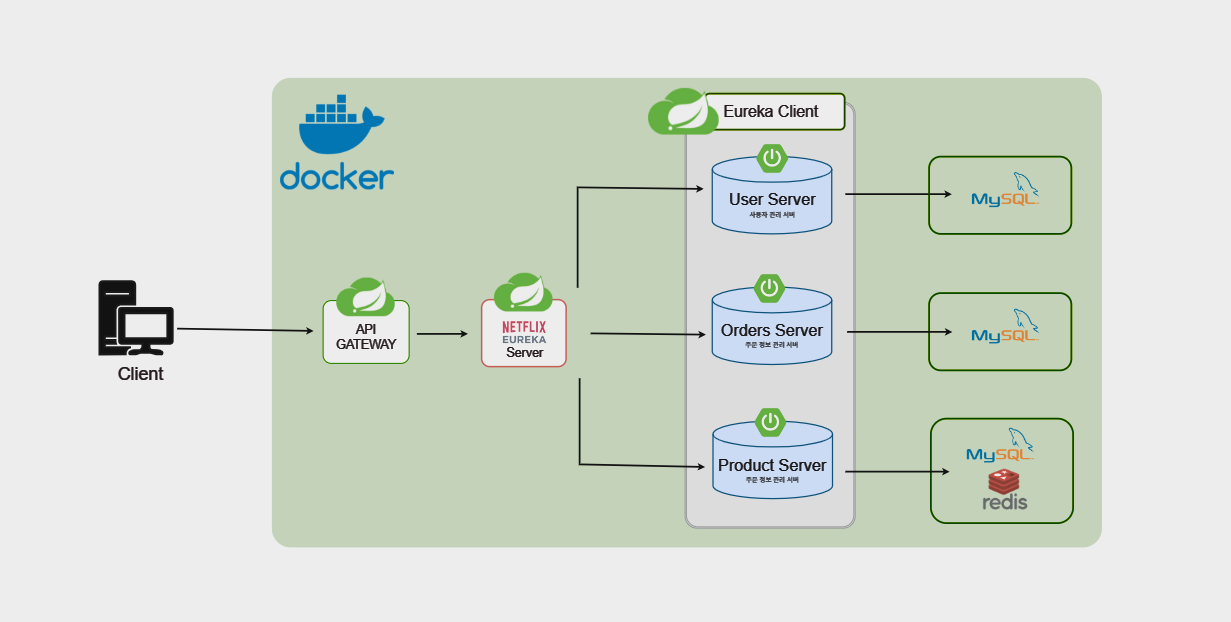 docker
Eureka Client
User Server
사용자 관리 서버
MySQL
API
GATEWAY
NETFLIX
EUREKA
Server
Orders Server
주문 정보 관리 서버
MySQL
Client
Product Server
주문 정보 관리 서버
MySQL
redis